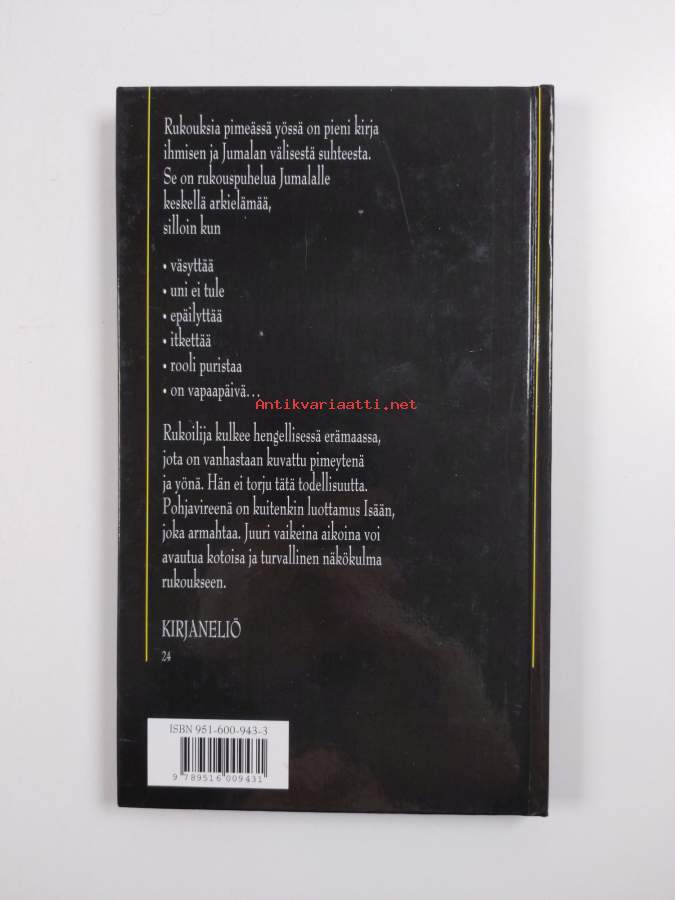 Rukouksia pimeässä yössä on pieni kirja
ihmisen ja Jumalan välisestä suhteesta.
Se on rukouspuhelua Jumalalle
keskellä arkielämää,
silloin kun
• väsyttää
• uni ei tule
• epäilyttää
• itkettää
• rooli puristaa
• on vapaapäivä...
Antikvariaatti.net
Rukoilija kulkee hengellisessä erämaassa,
jota on vanhastaan kuvattu pimeytenä
ja yönä. Hän ei torju tätä todellisuutta.
Pohjavireenä on kuitenkin luottamus Isään,
joka armahtaa. Juuri vaikeina aikoina voi
avautua kotoisa ja turvallinen näkökulma
rukoukseen.
KIRJANELIÖ
24
ISBN 951-600-943-3
9 789516 009431